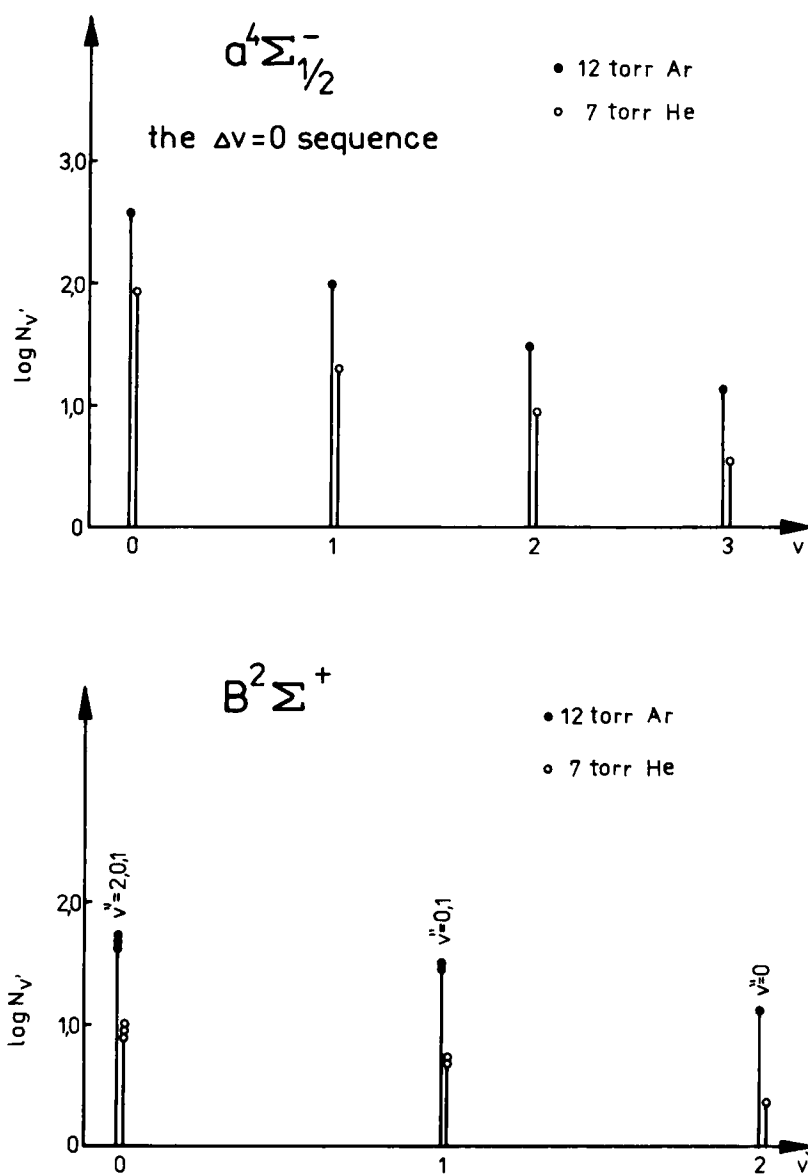 a⁴Σ⁻₁/₂
the Δv=0 sequence
• 12 torr Ar
○ 7 torr He
log Nᵥ'
3,0
2,0
1,0
0
0 1 2 3 v
B²Σ⁺
• 12 torr Ar
○ 7 torr He
log Nᵥ'
2,0
1,0
0
v''=2,0,1
v''=0,1
v''=0
0 1 2 v